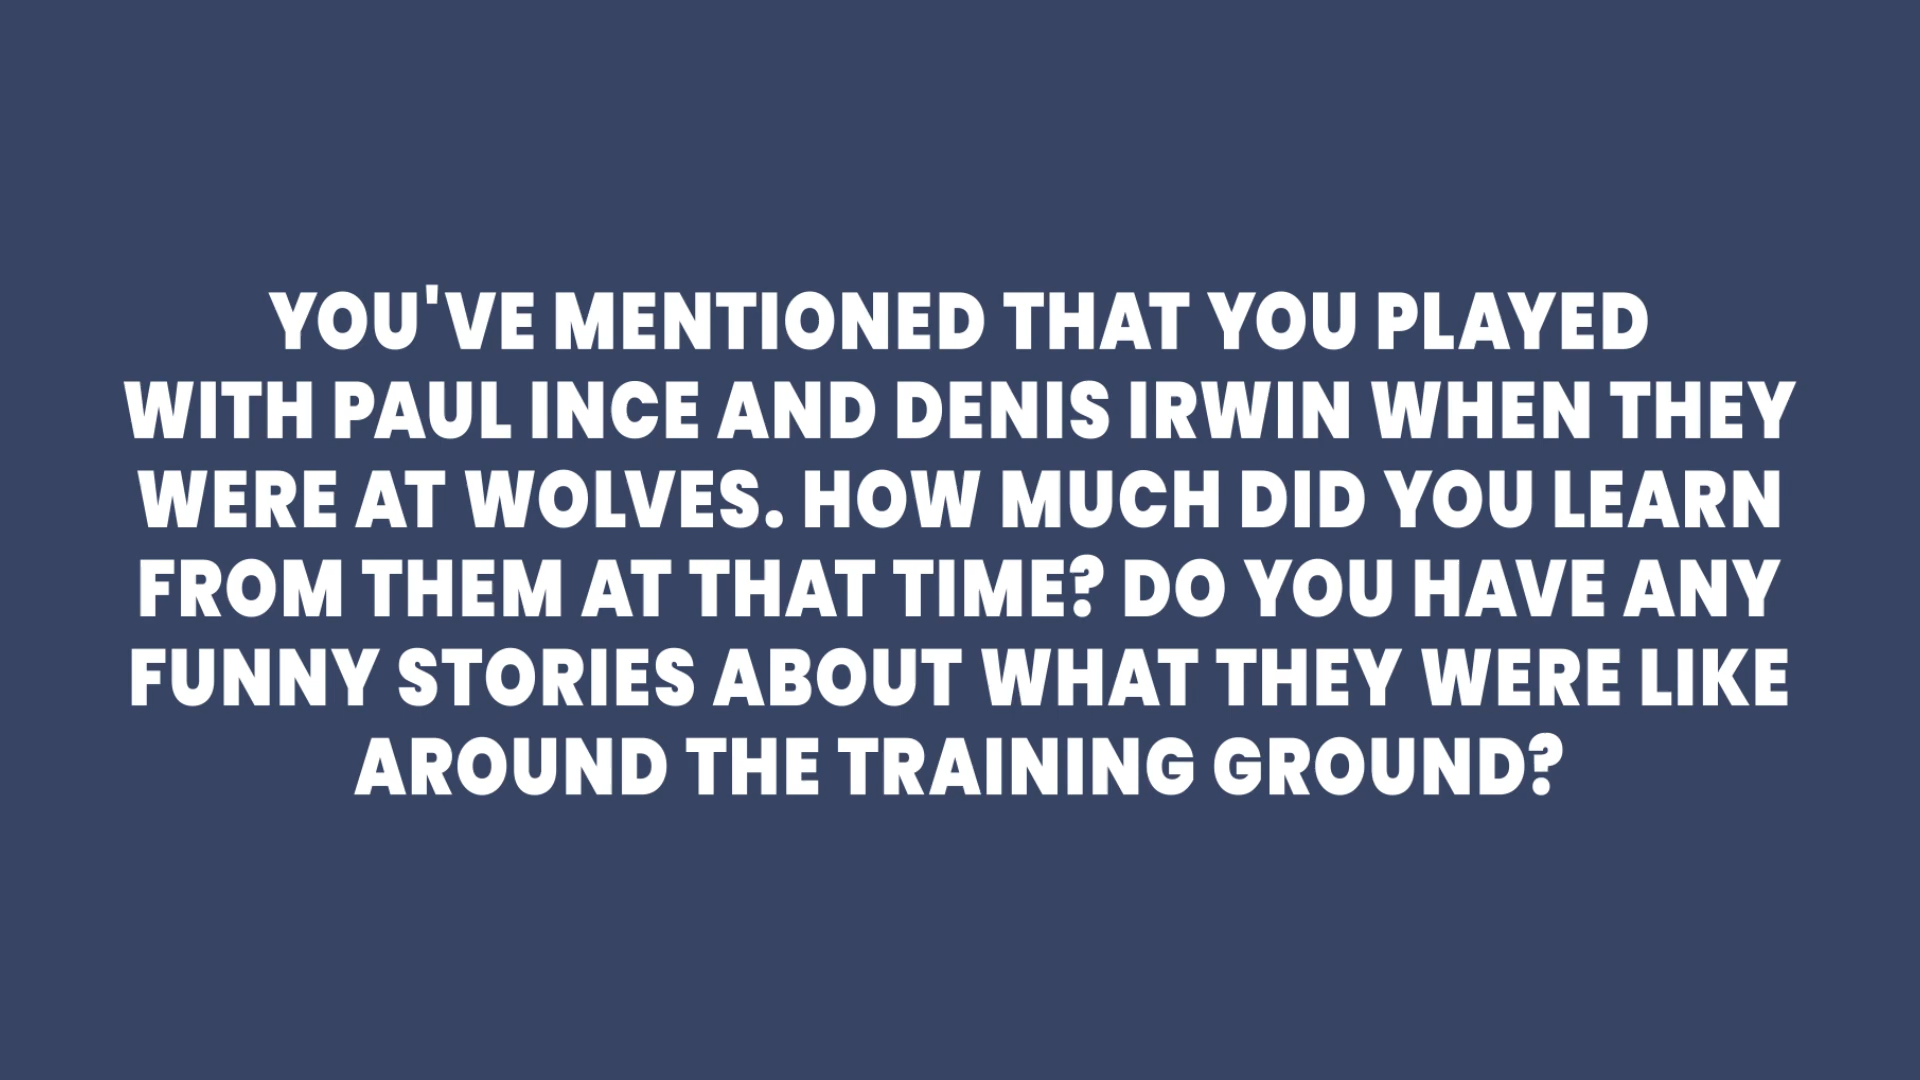 YOU'VE MENTIONED THAT YOU PLAYED
WITH PAUL INCE AND DENIS IRWIN WHEN THEY
WERE AT WOLVES. HOW MUCH DID YOU LEARN
FROM THEM AT THAT TIME? DO YOU HAVE ANY
FUNNY STORIES ABOUT WHAT THEY WERE LIKE
AROUND THE TRAINING GROUND?